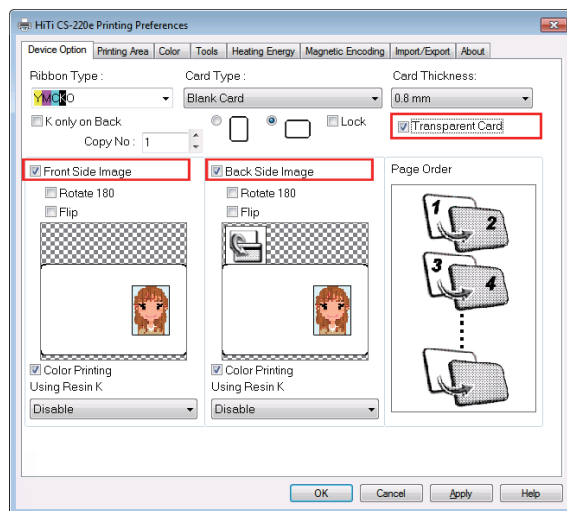 HiTi CS-220e Printing Preferences
Device Option Printing Area Color Tools Heating Energy Magnetic Encoding Import/Export About
Ribbon Type : Card Type : Card Thickness:
YMCKO Blank Card 0.8 mm
K only on Back Lock Transparent Card
Copy No : 1
Front Side Image Back Side Image Page Order
Rotate 180 Rotate 180
Flip Flip
1 2
3 4
Color Printing Color Printing
Using Resin K Using Resin K
Disable Disable
OK Cancel Apply Help